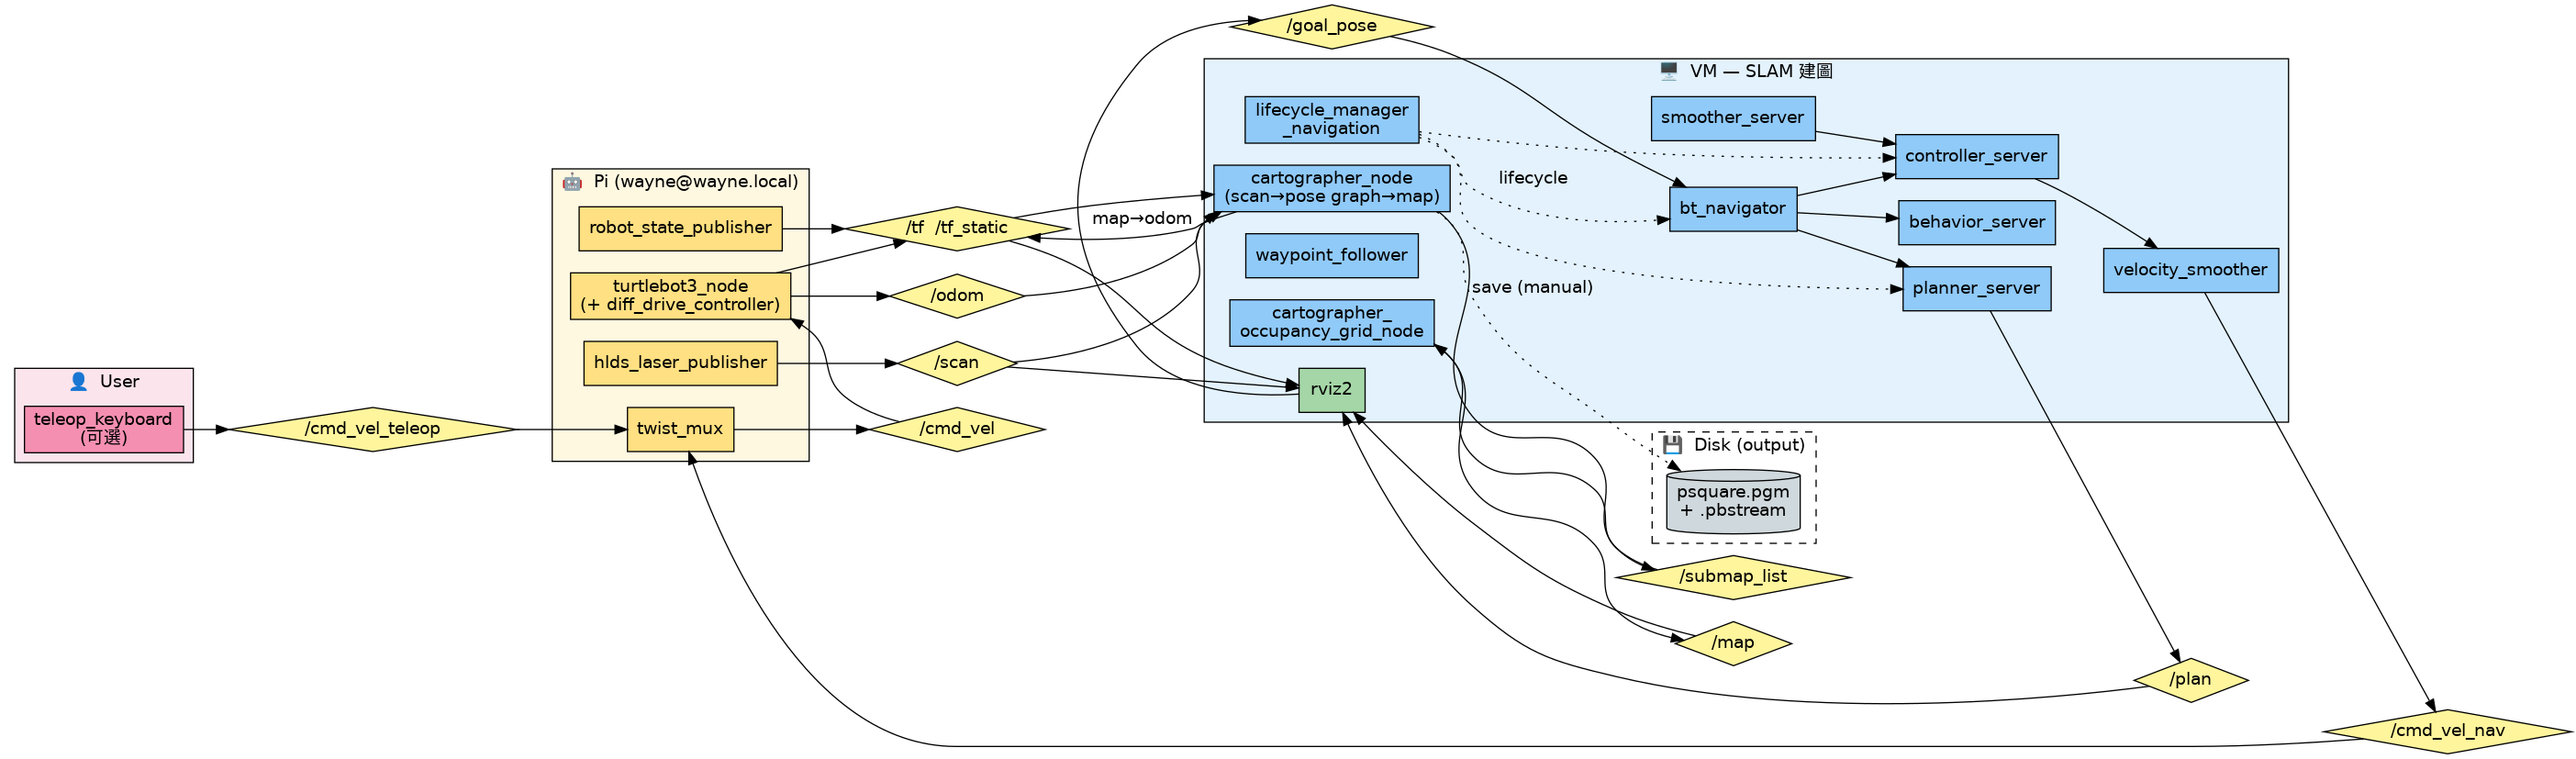 /goal_pose
🖥️ VM — SLAM 建圖
lifecycle_manager
_navigation
smoother_server
controller_server
cartographer_node
(scan→pose graph→map)
lifecycle
bt_navigator
behavior_server
🤖 Pi (wayne@wayne.local)
robot_state_publisher
/tf  /tf_static
map→odom
waypoint_follower
velocity_smoother
turtlebot3_node
(+ diff_drive_controller)
/odom
save (manual)
planner_server
cartographer_
occupancy_grid_node
hlds_laser_publisher
/scan
rviz2
👤 User
teleop_keyboard
(可選)
/cmd_vel_teleop
twist_mux
/cmd_vel
💾 Disk (output)
psquare.pgm
+ .pbstream
/submap_list
/map
/plan
/cmd_vel_nav